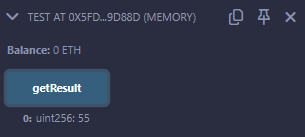 TEST AT 0X5FD...9D88D (MEMORY)
Balance: 0 ETH
getResult
0: uint256: 55